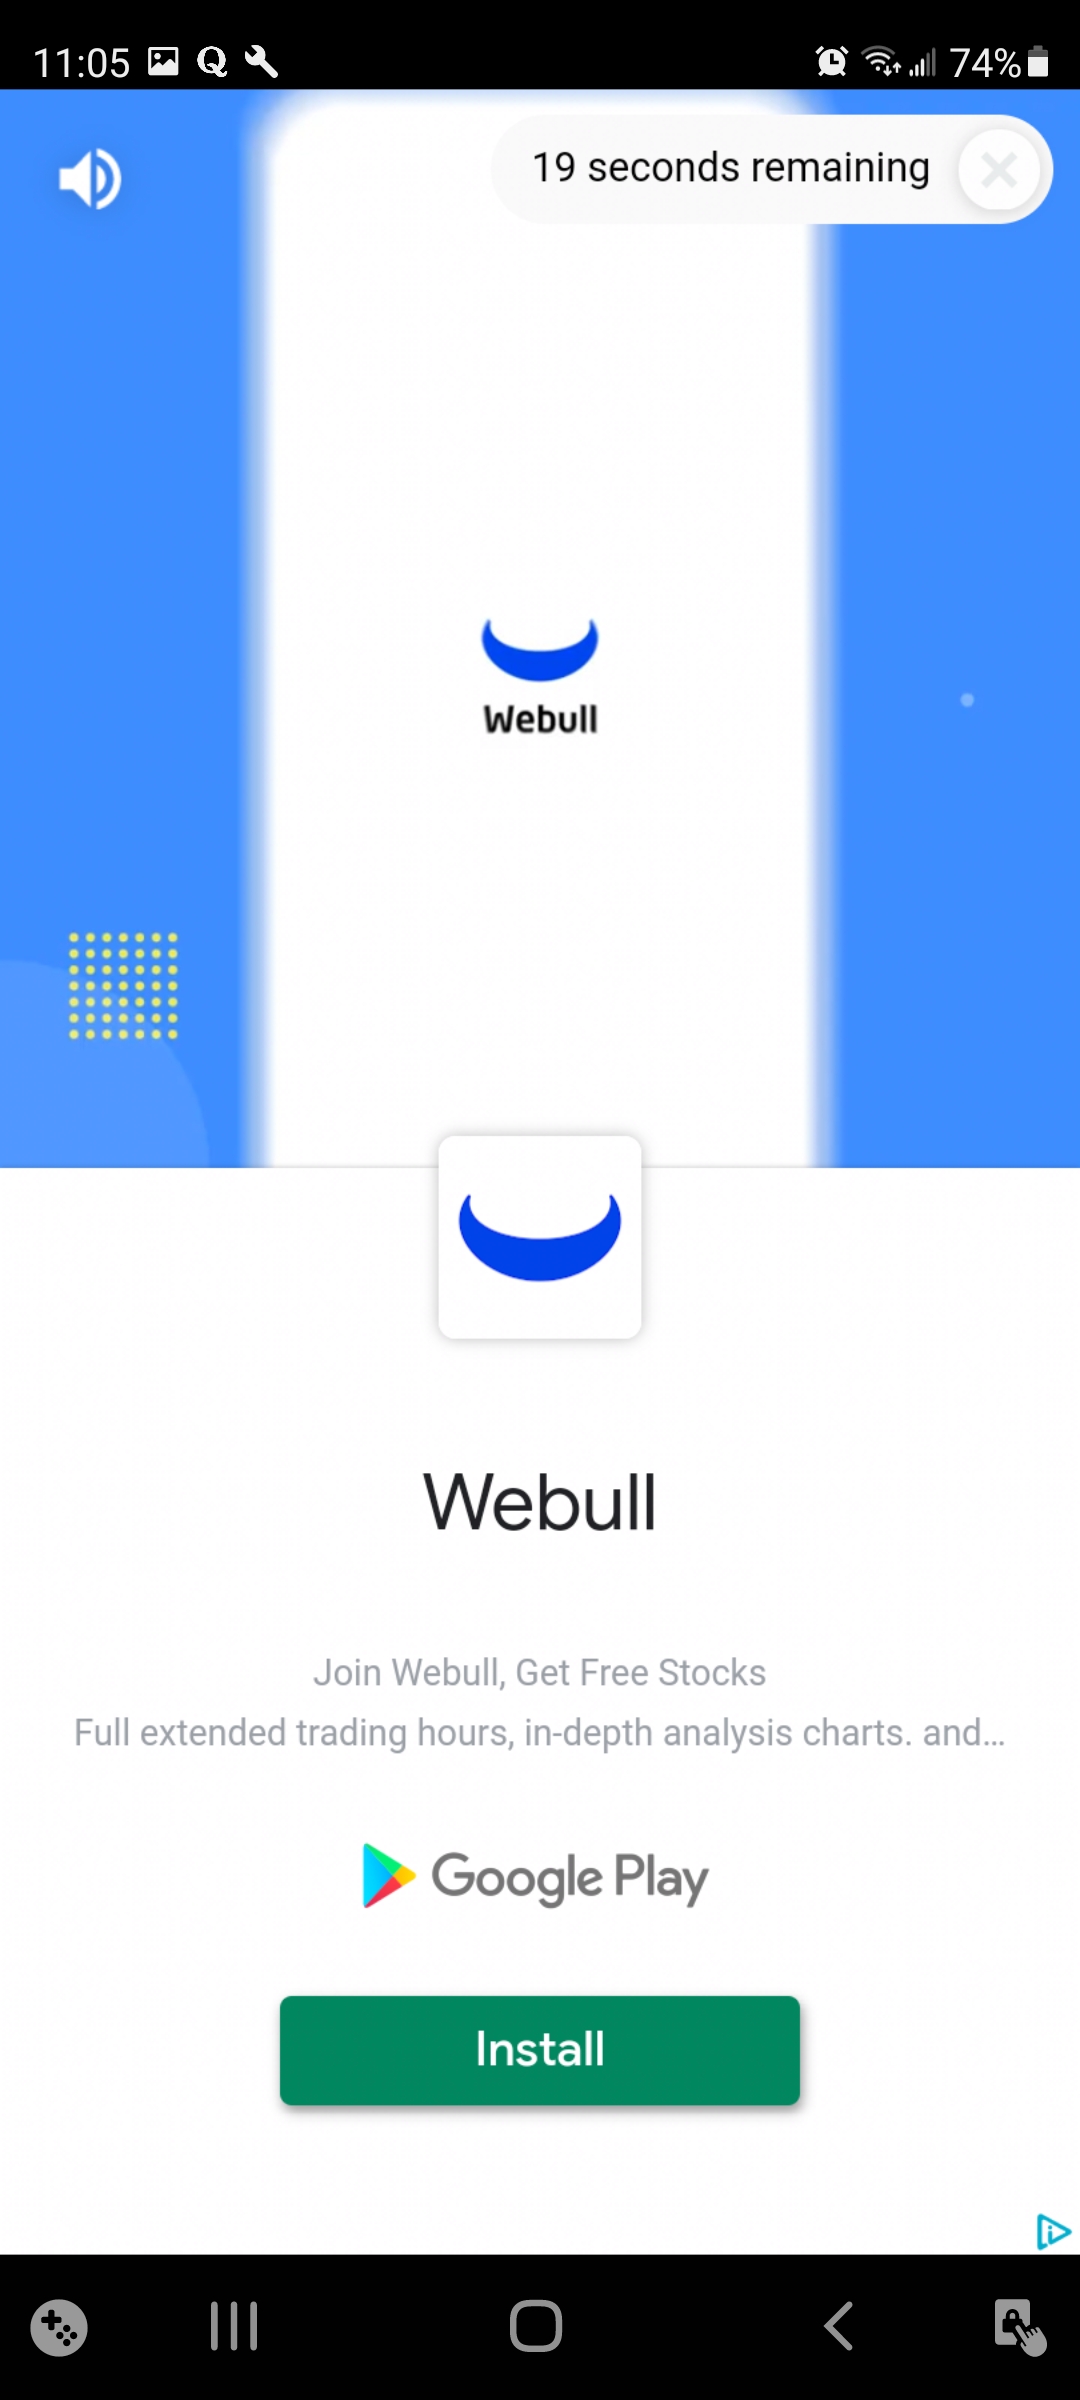 11:05
74%
19 seconds remaining
Webull
Webull
Join Webull, Get Free Stocks
Full extended trading hours, in-depth analysis charts. and...
Google Play
Install